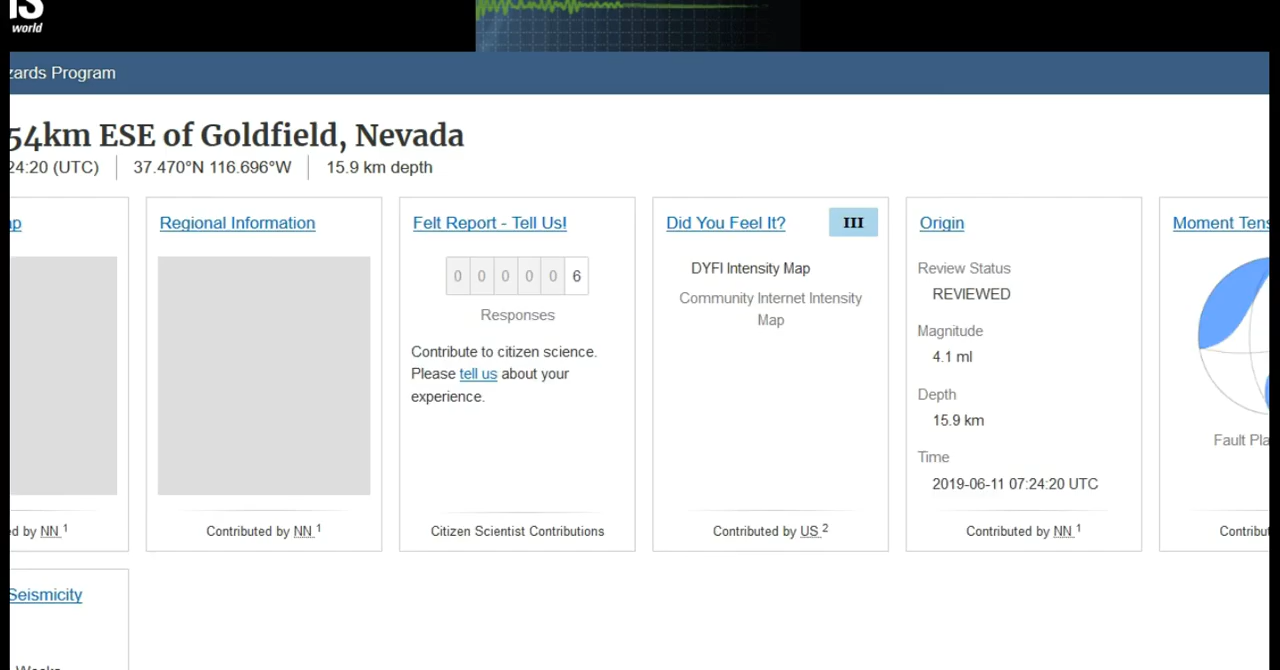 world
zards Program
54km ESE of Goldfield, Nevada
24:20 (UTC) 37.470°N 116.696°W 15.9 km depth
ap
ed by NN 1
Regional Information
Contributed by NN 1
Felt Report - Tell Us!
0 0 0 0 0 6
Responses
Contribute to citizen science.
Please tell us about your
experience.
Citizen Scientist Contributions
Did You Feel It? III
DYFI Intensity Map
Community Internet Intensity
Map
Contributed by US 2
Origin
Review Status
REVIEWED
Magnitude
4.1 ml
Depth
15.9 km
Time
2019-06-11 07:24:20 UTC
Contributed by NN 1
Moment Tens
Fault Pla
Contribut
Seismicity